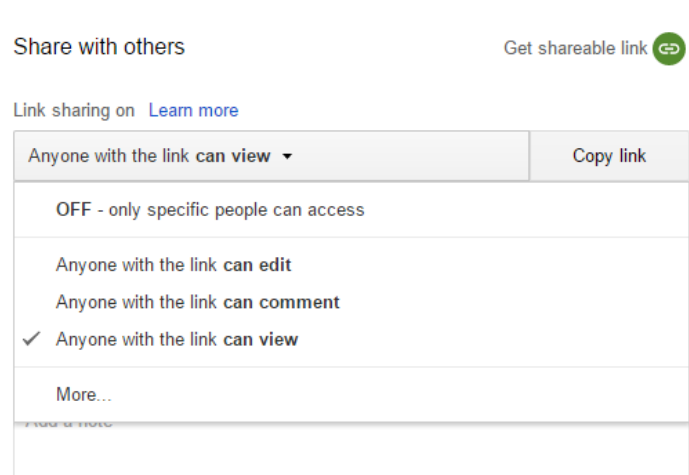 Share with others
Get shareable link
Link sharing on Learn more
Anyone with the link can view
Copy link
OFF - only specific people can access
Anyone with the link can edit
Anyone with the link can comment
Anyone with the link can view
More...
Add a note